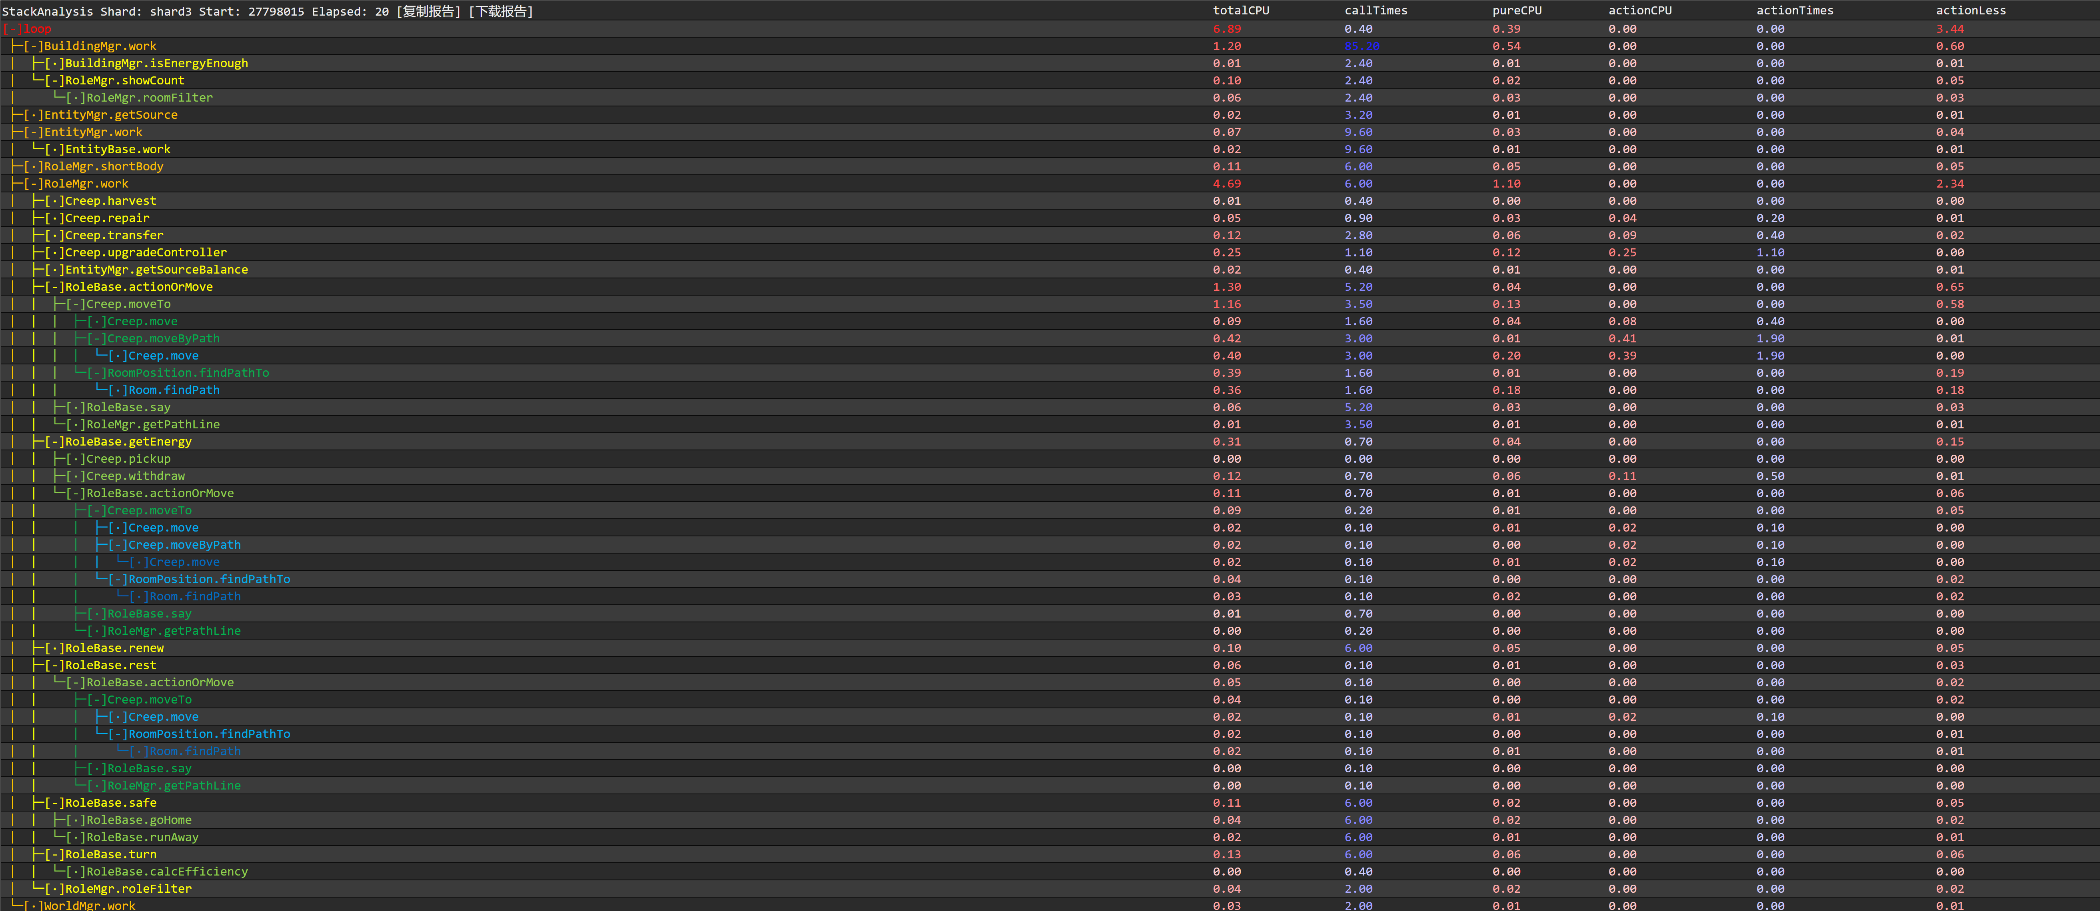 StackAnalysis Shard: shard3 Start: 27798015 Elapsed: 20 [复制报告] [下载报告] totalCPU callTimes pureCPU actionCPU actionTimes actionLess
[-]loop 6.89 0.40 0.39 0.00 0.00 3.44
├─[-]BuildingMgr.work 1.20 85.20 0.54 0.00 0.00 0.60
│ ├─[·]BuildingMgr.isEnergyEnough 0.01 2.40 0.01 0.00 0.00 0.01
│ └─[-]RoleMgr.showCount 0.10 2.40 0.02 0.00 0.00 0.05
│ └─[·]RoleMgr.roomFilter 0.06 2.40 0.03 0.00 0.00 0.03
├─[·]EntityMgr.getSource 0.02 3.20 0.01 0.00 0.00 0.01
├─[-]EntityMgr.work 0.07 9.60 0.03 0.00 0.00 0.04
│ └─[·]EntityBase.work 0.02 9.60 0.01 0.00 0.00 0.01
├─[·]RoleMgr.shortBody 0.11 6.00 0.05 0.00 0.00 0.05
├─[-]RoleMgr.work 4.69 6.00 1.10 0.00 0.00 2.34
│ ├─[·]Creep.harvest 0.01 0.40 0.00 0.00 0.00 0.00
│ ├─[·]Creep.repair 0.05 0.90 0.03 0.04 0.20 0.01
│ ├─[·]Creep.transfer 0.12 2.80 0.06 0.09 0.40 0.02
│ ├─[·]Creep.upgradeController 0.25 1.10 0.12 0.25 1.10 0.00
│ ├─[·]EntityMgr.getSourceBalance 0.02 0.40 0.01 0.00 0.00 0.01
│ ├─[-]RoleBase.actionOrMove 1.30 5.20 0.04 0.00 0.00 0.65
│ │ ├─[-]Creep.moveTo 1.16 3.50 0.13 0.00 0.00 0.58
│ │ │ ├─[·]Creep.move 0.09 1.60 0.04 0.08 0.40 0.00
│ │ │ ├─[-]Creep.moveByPath 0.42 3.00 0.01 0.41 1.90 0.01
│ │ │ │ └─[·]Creep.move 0.40 3.00 0.20 0.39 1.90 0.00
│ │ │ └─[-]RoomPosition.findPathTo 0.39 1.60 0.01 0.00 0.00 0.19
│ │ │ └─[·]Room.findPath 0.36 1.60 0.18 0.00 0.00 0.18
│ │ ├─[·]RoleBase.say 0.06 5.20 0.03 0.00 0.00 0.03
│ │ └─[·]RoleMgr.getPathLine 0.01 3.50 0.01 0.00 0.00 0.01
│ ├─[-]RoleBase.getEnergy 0.31 0.70 0.04 0.00 0.00 0.15
│ │ ├─[·]Creep.pickup 0.00 0.00 0.00 0.00 0.00 0.00
│ │ ├─[·]Creep.withdraw 0.12 0.70 0.06 0.11 0.50 0.01
│ │ └─[-]RoleBase.actionOrMove 0.11 0.70 0.01 0.00 0.00 0.06
│ │ ├─[-]Creep.moveTo 0.09 0.20 0.01 0.00 0.00 0.05
│ │ │ ├─[·]Creep.move 0.02 0.10 0.01 0.02 0.10 0.00
│ │ │ ├─[-]Creep.moveByPath 0.02 0.10 0.00 0.02 0.10 0.00
│ │ │ │ └─[·]Creep.move 0.02 0.10 0.01 0.02 0.10 0.00
│ │ │ └─[-]RoomPosition.findPathTo 0.04 0.10 0.00 0.00 0.00 0.02
│ │ │ └─[·]Room.findPath 0.03 0.10 0.02 0.00 0.00 0.02
│ │ ├─[·]RoleBase.say 0.01 0.70 0.00 0.00 0.00 0.00
│ │ └─[·]RoleMgr.getPathLine 0.00 0.20 0.00 0.00 0.00 0.00
│ ├─[·]RoleBase.renew 0.10 6.00 0.05 0.00 0.00 0.05
│ ├─[-]RoleBase.rest 0.06 0.10 0.01 0.00 0.00 0.03
│ │ └─[-]RoleBase.actionOrMove 0.05 0.10 0.00 0.00 0.00 0.02
│ │ ├─[-]Creep.moveTo 0.04 0.10 0.00 0.00 0.00 0.02
│ │ │ ├─[·]Creep.move 0.02 0.10 0.01 0.02 0.10 0.00
│ │ │ └─[-]RoomPosition.findPathTo 0.02 0.10 0.00 0.00 0.00 0.01
│ │ │ └─[·]Room.findPath 0.02 0.10 0.01 0.00 0.00 0.01
│ │ ├─[·]RoleBase.say 0.00 0.10 0.00 0.00 0.00 0.00
│ │ └─[·]RoleMgr.getPathLine 0.00 0.10 0.00 0.00 0.00 0.00
│ ├─[-]RoleBase.safe 0.11 6.00 0.02 0.00 0.00 0.05
│ │ ├─[·]RoleBase.goHome 0.04 6.00 0.02 0.00 0.00 0.02
│ │ └─[·]RoleBase.runAway 0.02 6.00 0.01 0.00 0.00 0.01
│ ├─[-]RoleBase.turn 0.13 6.00 0.06 0.00 0.00 0.06
│ │ └─[·]RoleBase.calcEfficiency 0.00 0.40 0.00 0.00 0.00 0.00
│ └─[·]RoleMgr.roleFilter 0.04 2.00 0.02 0.00 0.00 0.02
└─[·]WorldMgr.work 0.03 2.00 0.01 0.00 0.00 0.01